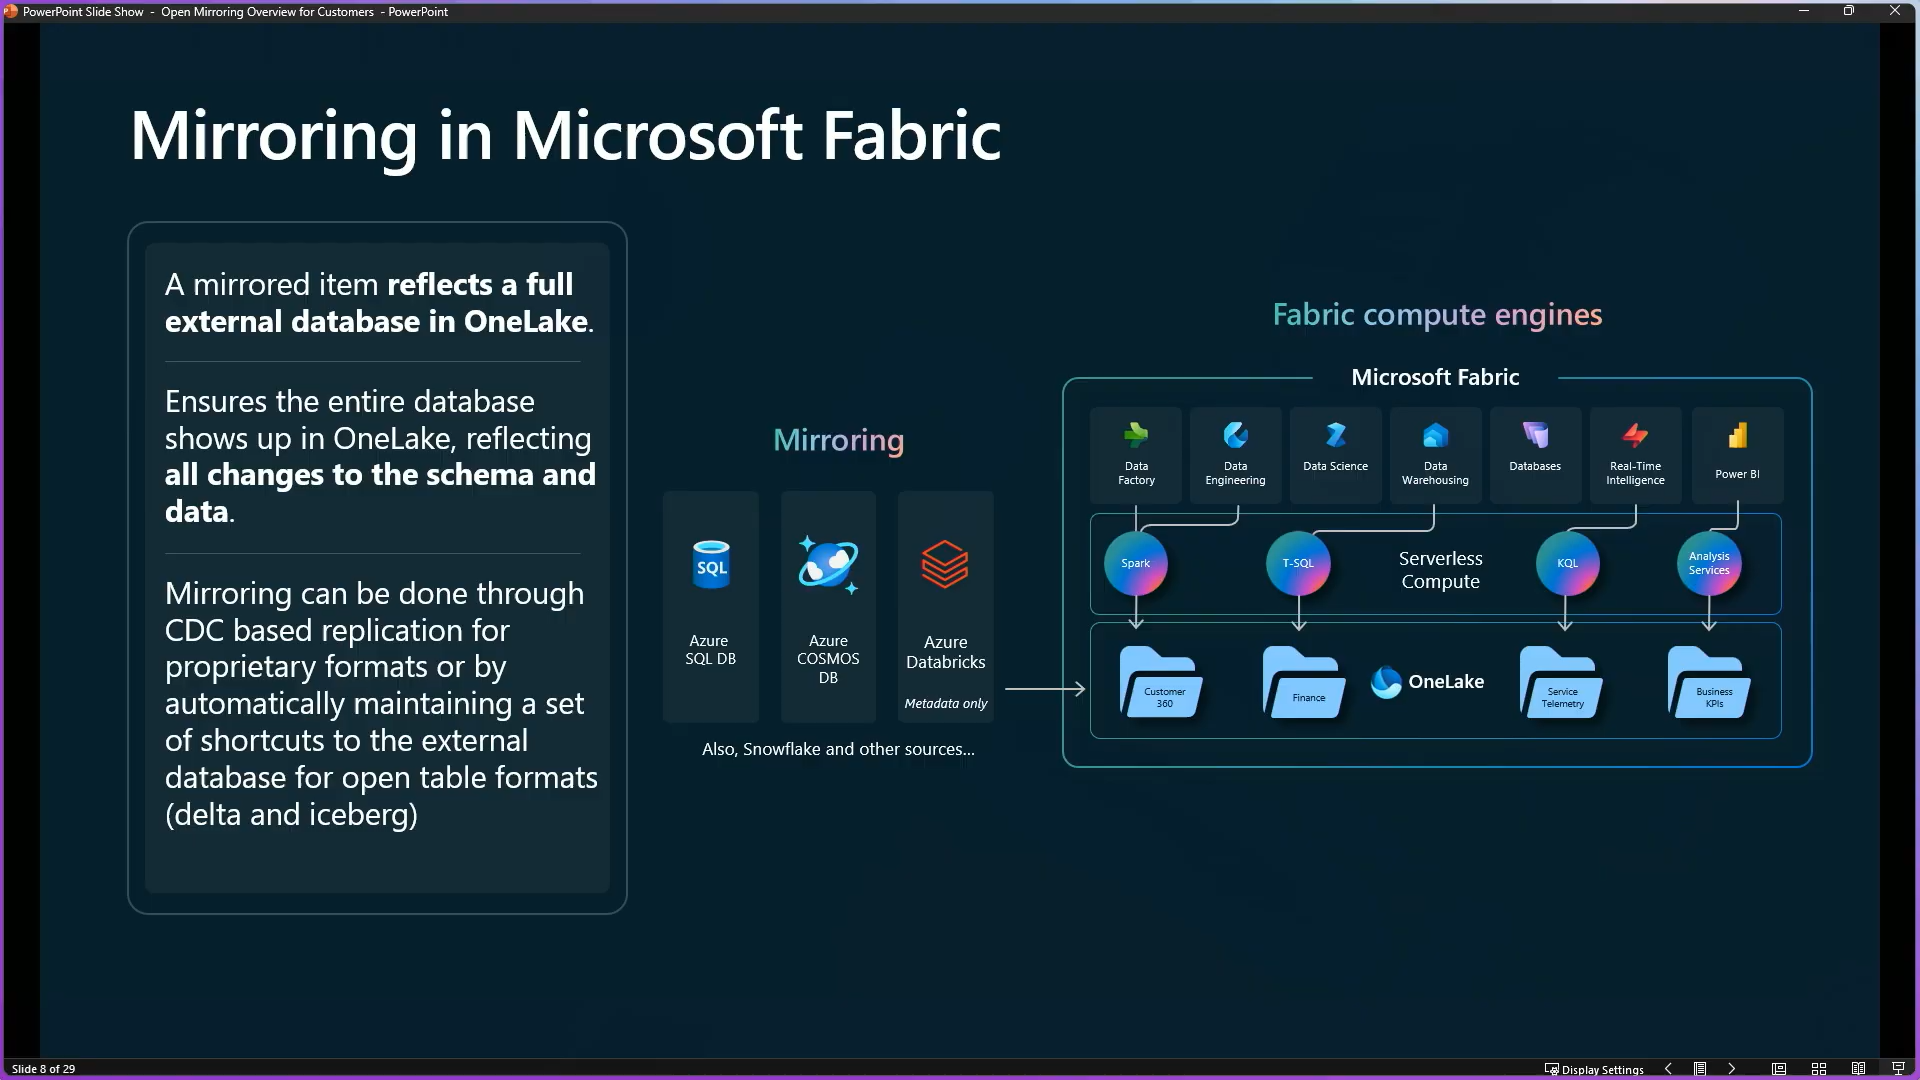 PowerPoint Slide Show - Open Mirroring Overview for Customers - PowerPoint
Mirroring in Microsoft Fabric
A mirrored item reflects a full
external database in OneLake.
Ensures the entire database
shows up in OneLake, reflecting
all changes to the schema and
data.
Mirroring can be done through
CDC based replication for
proprietary formats or by
automatically maintaining a set
of shortcuts to the external
database for open table formats
(delta and iceberg)
Mirroring
SQL
Azure
SQL DB
Azure
COSMOS
DB
Azure
Databricks
Metadata only
Also, Snowflake and other sources...
Fabric compute engines
Microsoft Fabric
Data
Factory
Data
Engineering
Data Science
Data
Warehousing
Databases
Real-Time
Intelligence
Power BI
Spark
T-SQL
Serverless
Compute
KQL
Analysis
Services
Customer
360
Finance
OneLake
Service
Telemetry
Business
KPIs
Slide 8 of 29
Display Settings